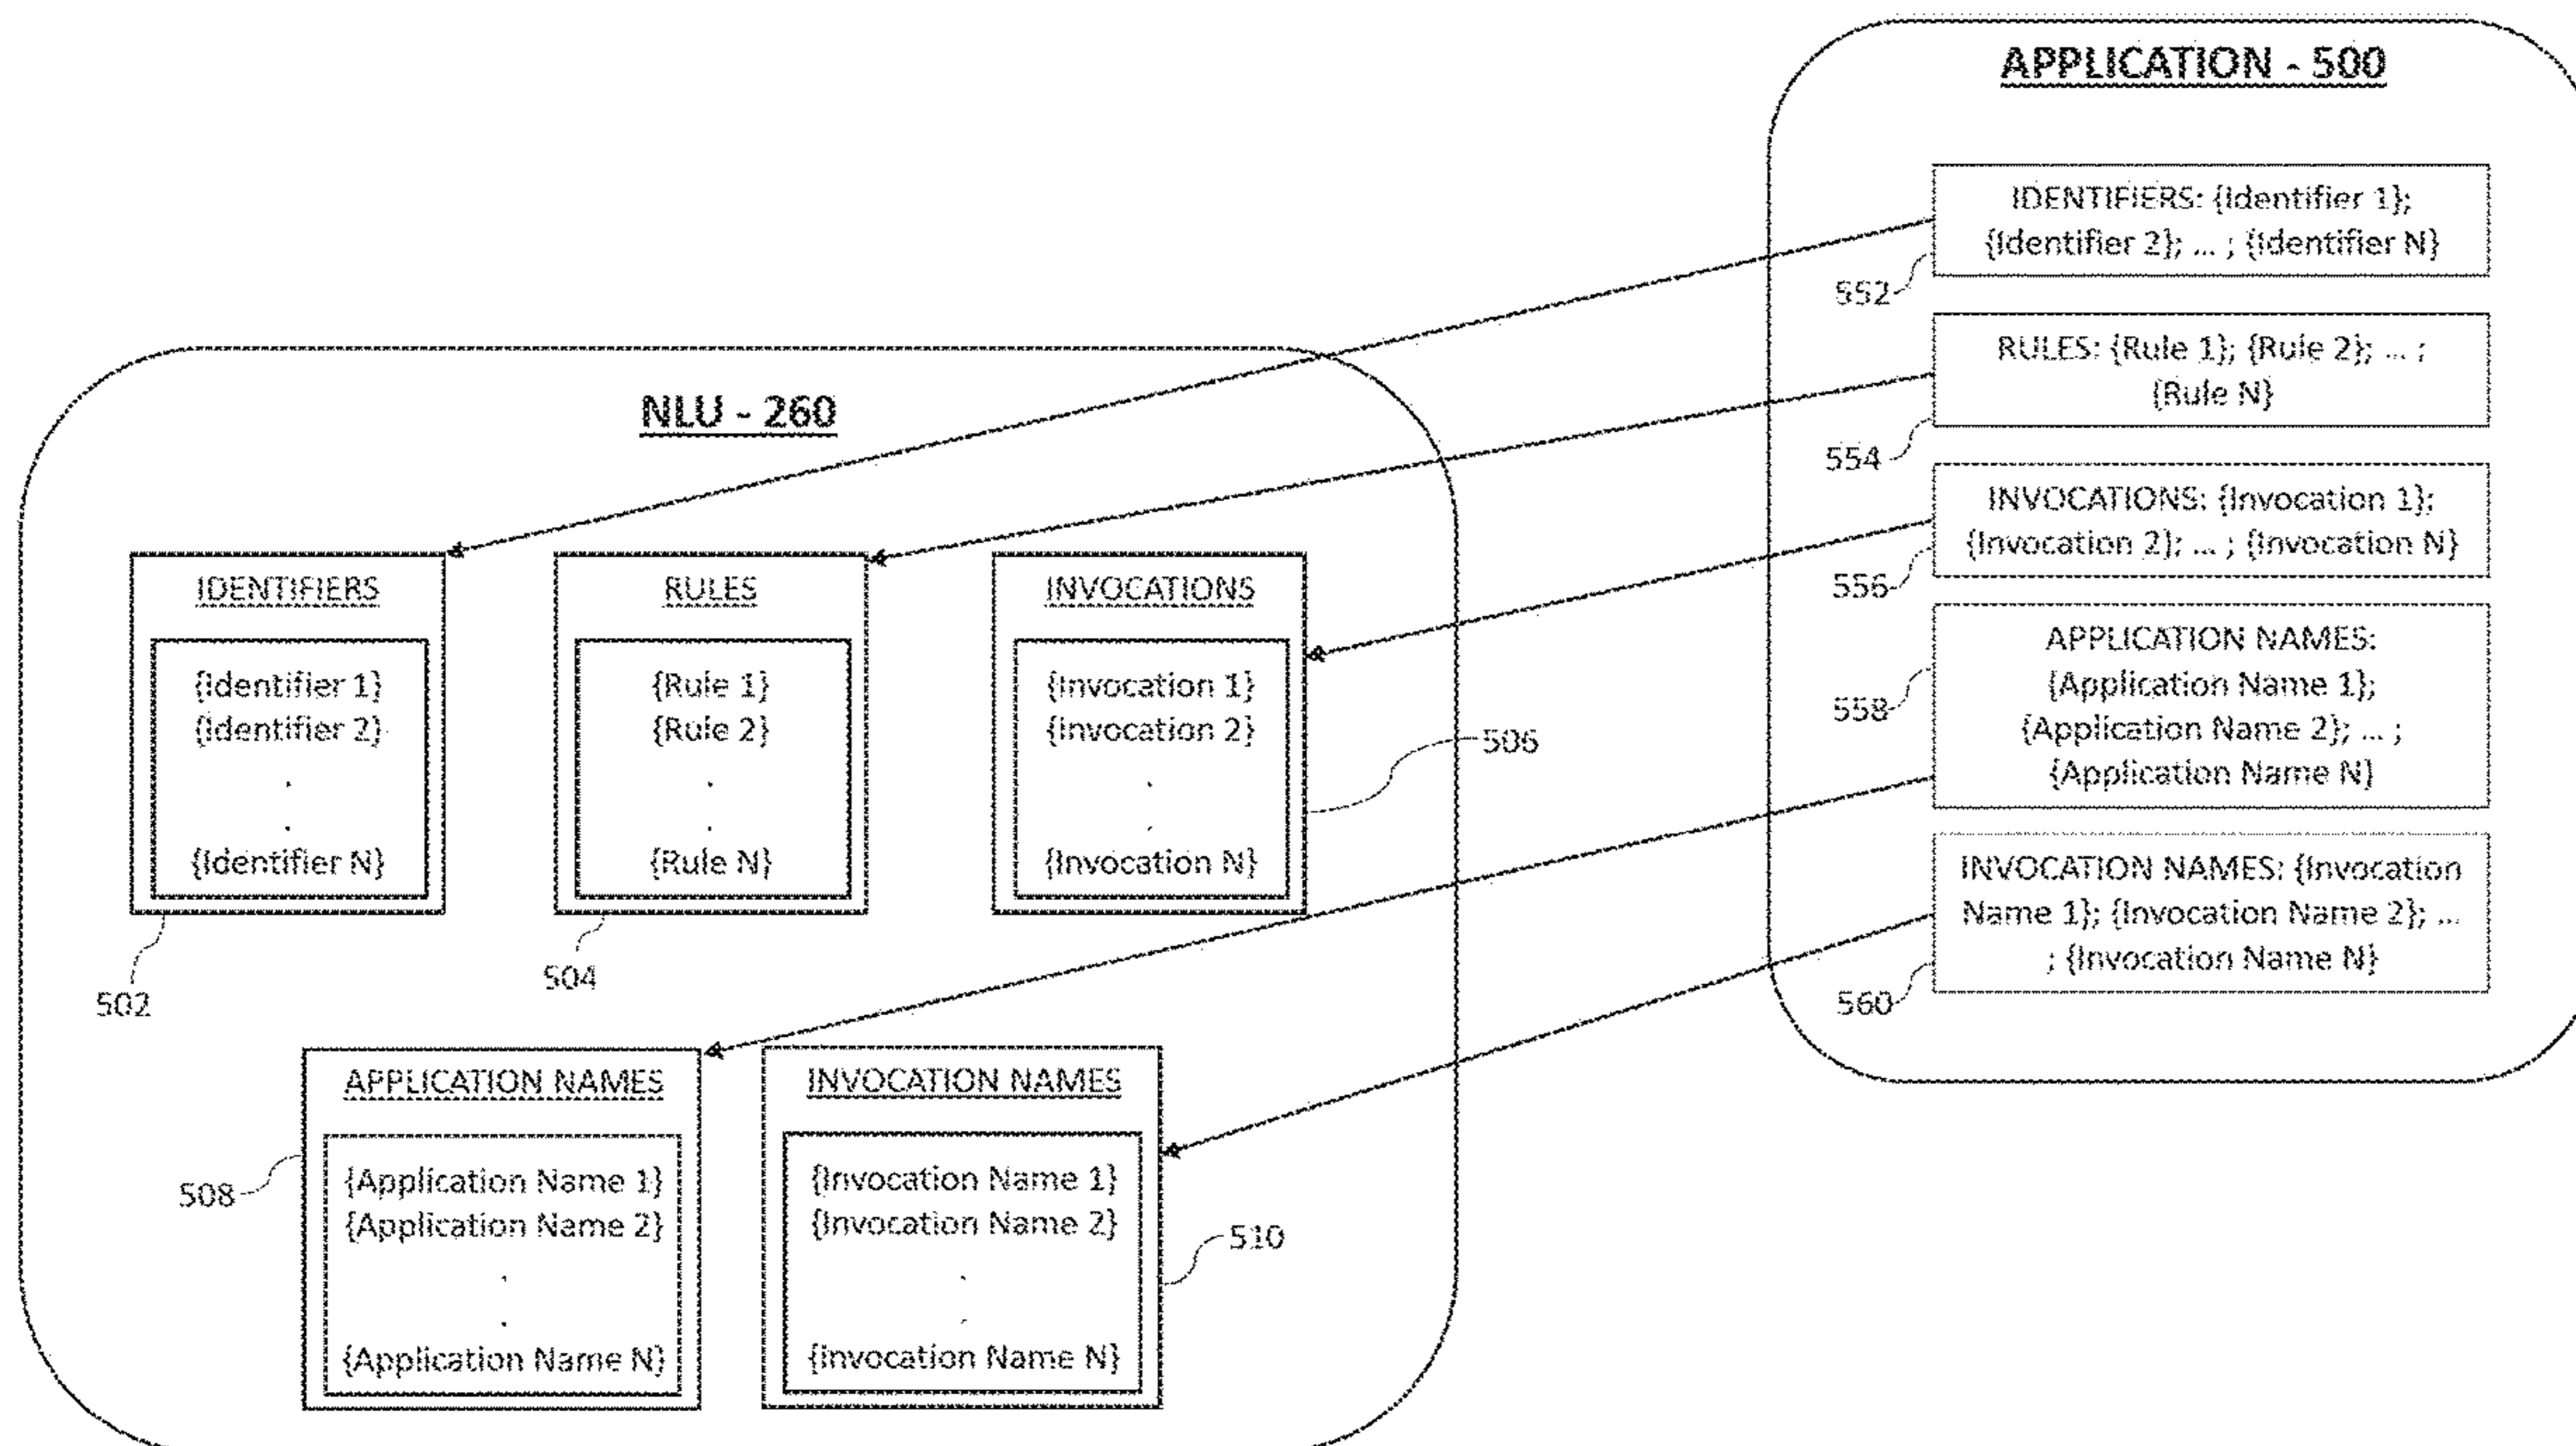 APPLICATION - 500
IDENTIFIERS: {Identifier 1};
{Identifier 2}; ... ; {Identifier N}
552
RULES: {Rule 1}; {Rule 2}; ... ;
{Rule N}
554
INVOCATIONS: {Invocation 1};
{Invocation 2}; ... ; {Invocation N}
556
APPLICATION NAMES:
{Application Name 1};
{Application Name 2}; ... ;
{Application Name N}
558
INVOCATION NAMES: {Invocation
Name 1}; {Invocation Name 2}; ...
; {Invocation Name N}
560
NLU - 260
IDENTIFIERS
{Identifier 1}
{Identifier 2}
.
.
{Identifier N}
502
RULES
{Rule 1}
{Rule 2}
.
.
{Rule N}
504
INVOCATIONS
{Invocation 1}
{Invocation 2}
.
.
{Invocation N}
506
APPLICATION NAMES
{Application Name 1}
{Application Name 2}
.
.
{Application Name N}
508
INVOCATION NAMES
{Invocation Name 1}
{Invocation Name 2}
.
.
{Invocation Name N}
510